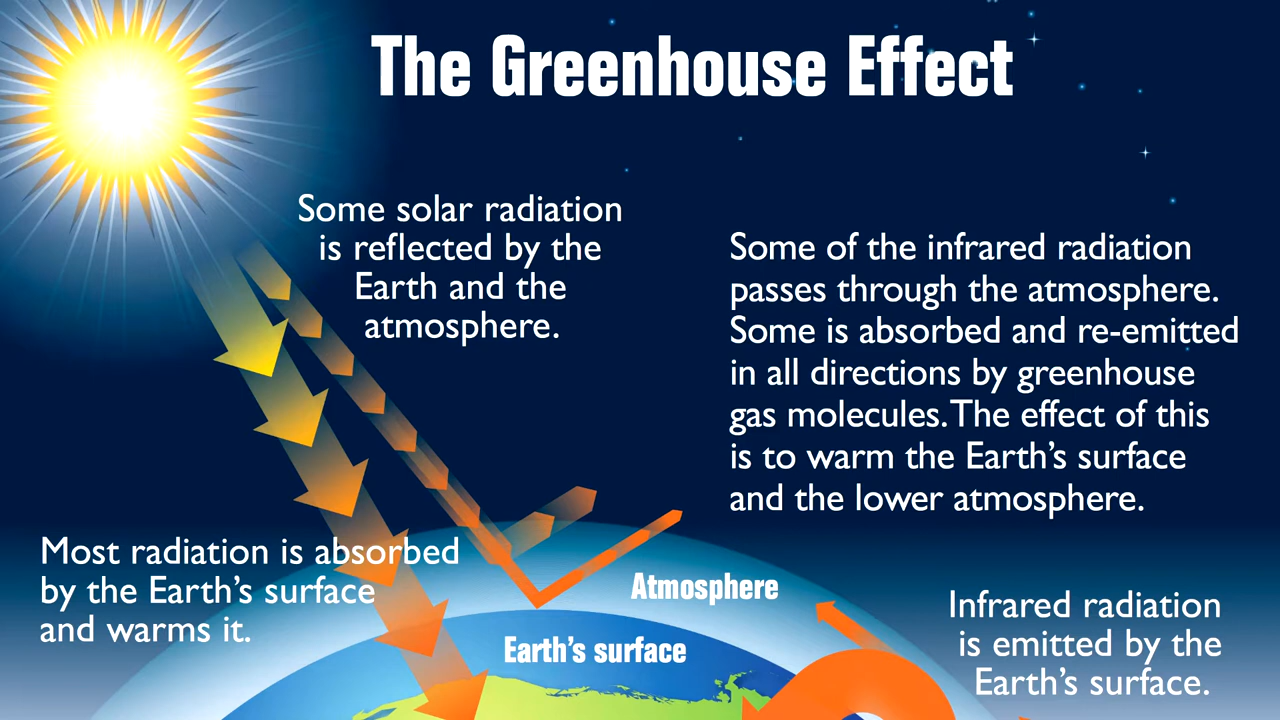 The Greenhouse Effect
Some solar radiation
is reflected by the
Earth and the
atmosphere.
Some of the infrared radiation
passes through the atmosphere.
Some is absorbed and re-emitted
in all directions by greenhouse
gas molecules. The effect of this
is to warm the Earth's surface
and the lower atmosphere.
Most radiation is absorbed
by the Earth's surface
and warms it.
Atmosphere
Earth's surface
Infrared radiation
is emitted by the
Earth's surface.